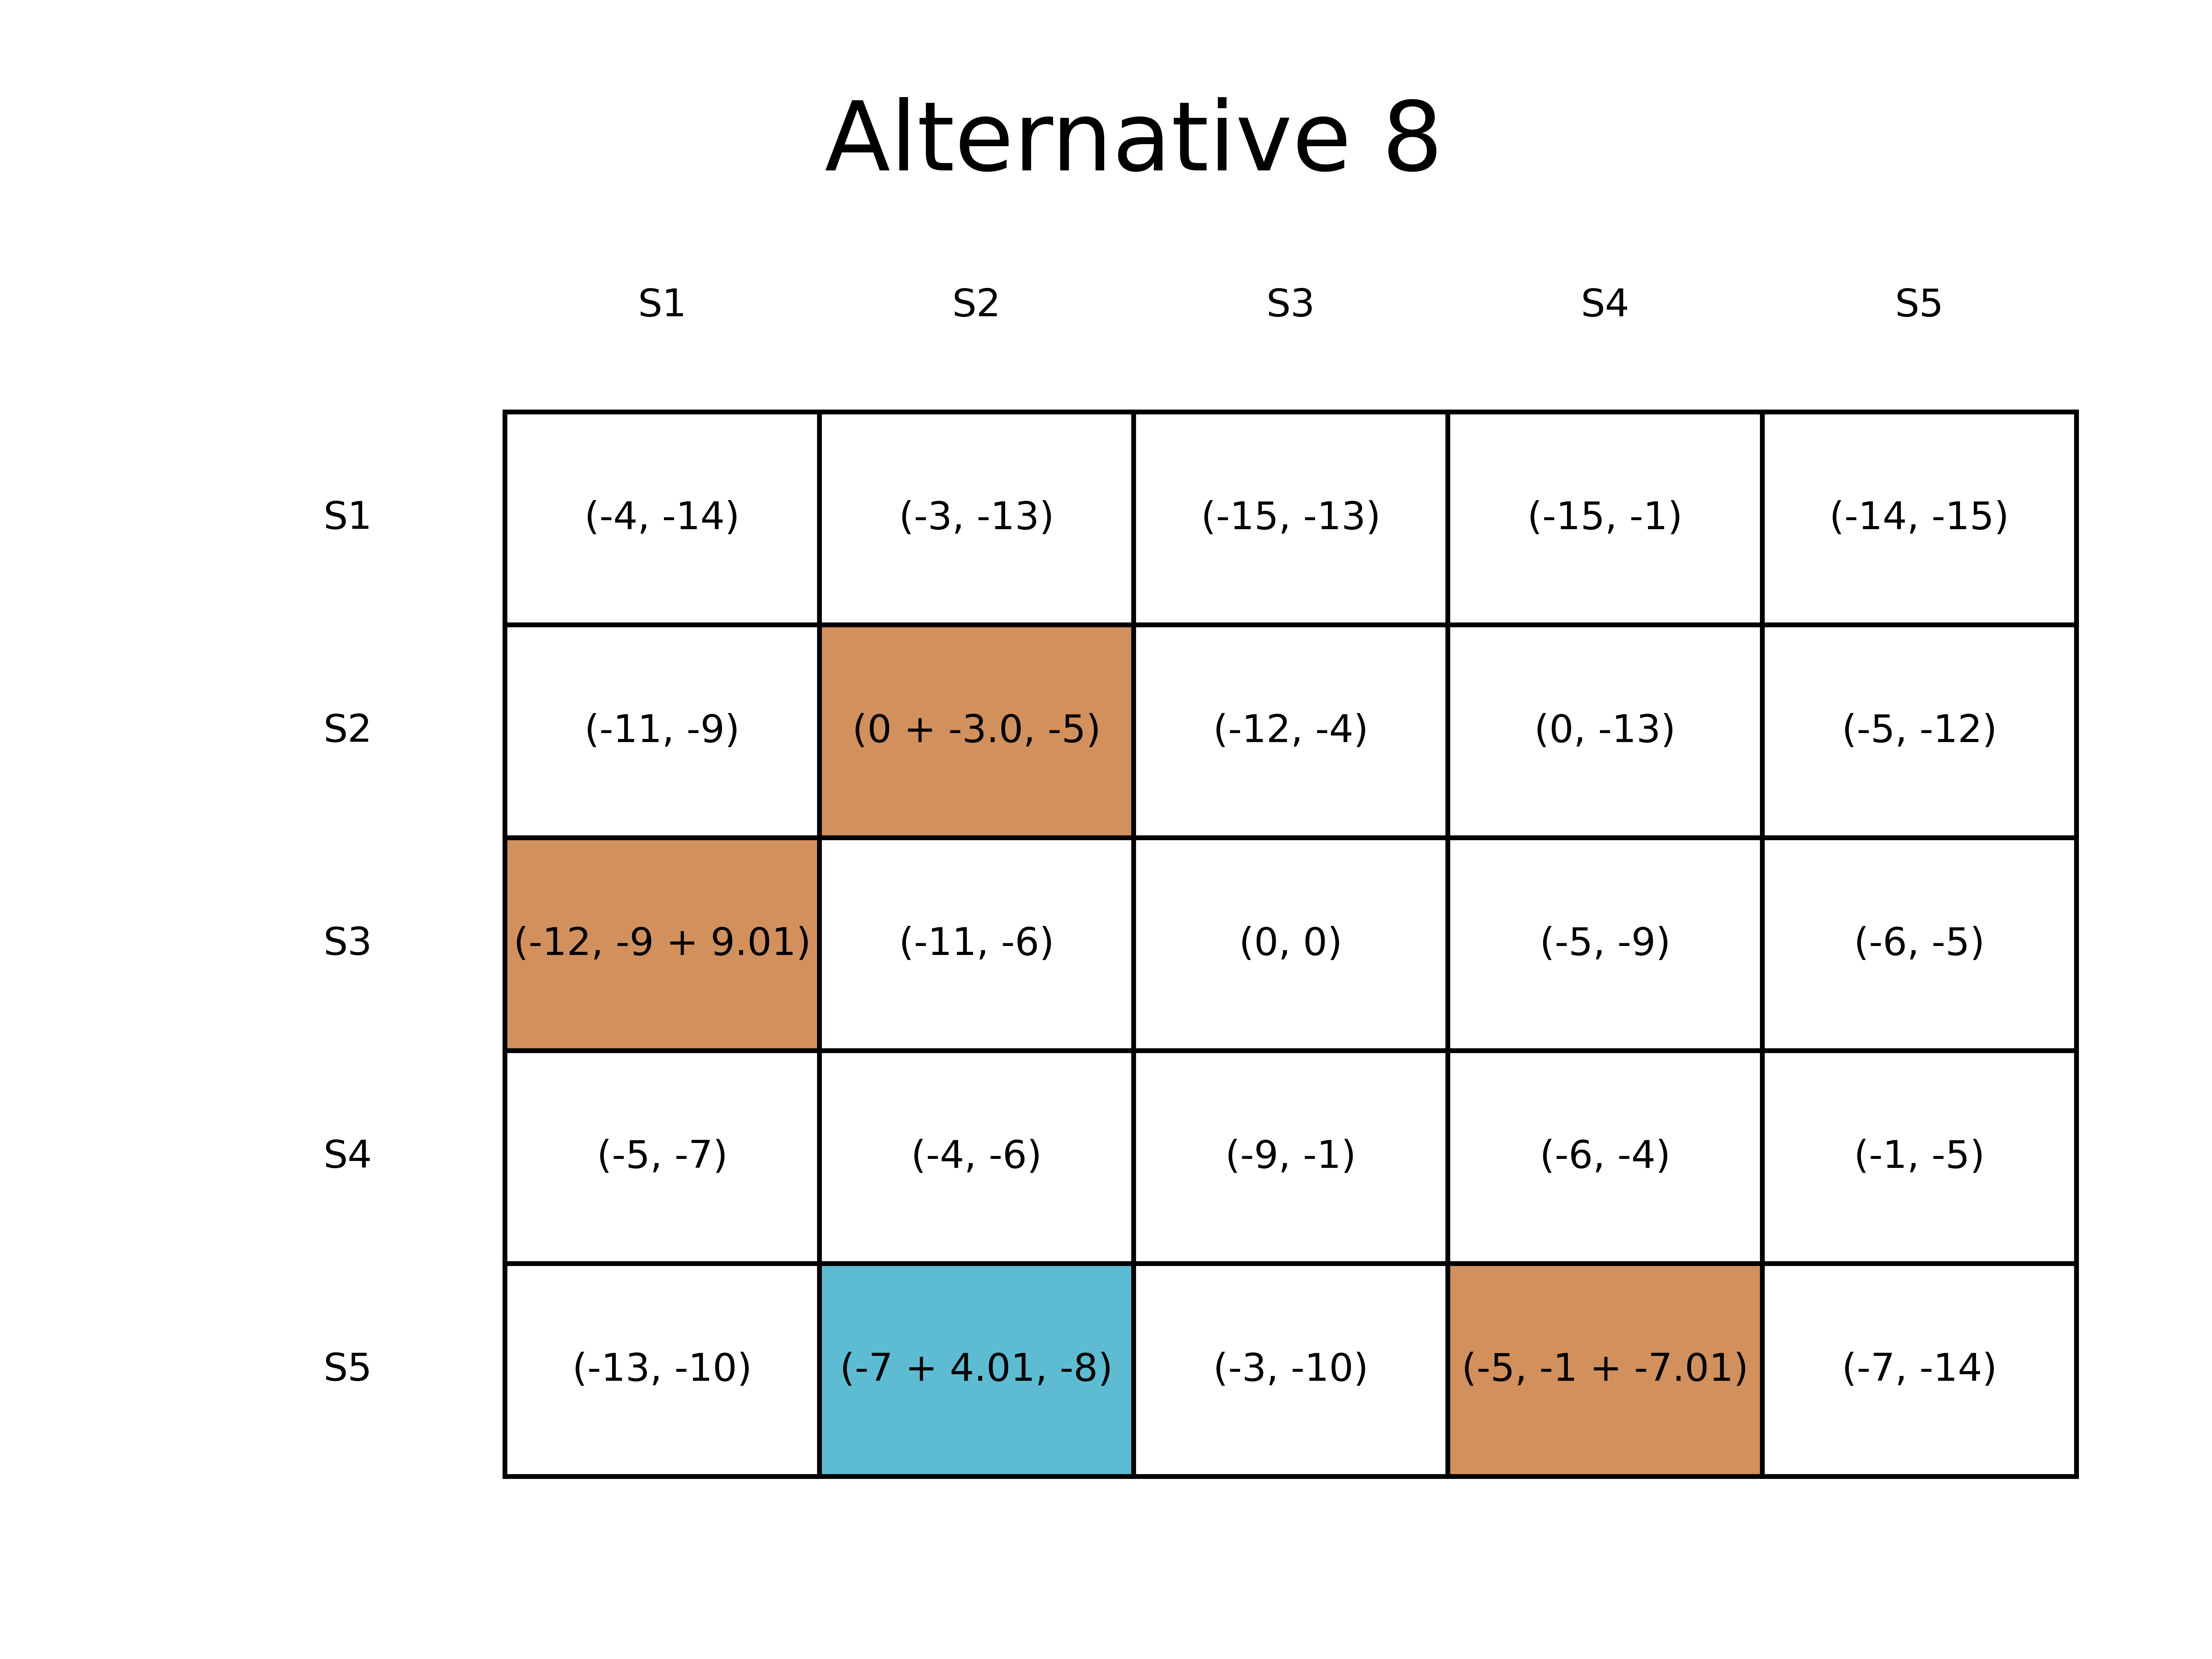 Alternative 8
S1 S2 S3 S4 S5
S1 (-4, -14) (-3, -13) (-15, -13) (-15, -1) (-14, -15)
S2 (-11, -9) (0 + -3.0, -5) (-12, -4) (0, -13) (-5, -12)
S3 (-12, -9 + 9.01) (-11, -6) (0, 0) (-5, -9) (-6, -5)
S4 (-5, -7) (-4, -6) (-9, -1) (-6, -4) (-1, -5)
S5 (-13, -10) (-7 + 4.01, -8) (-3, -10) (-5, -1 + -7.01) (-7, -14)